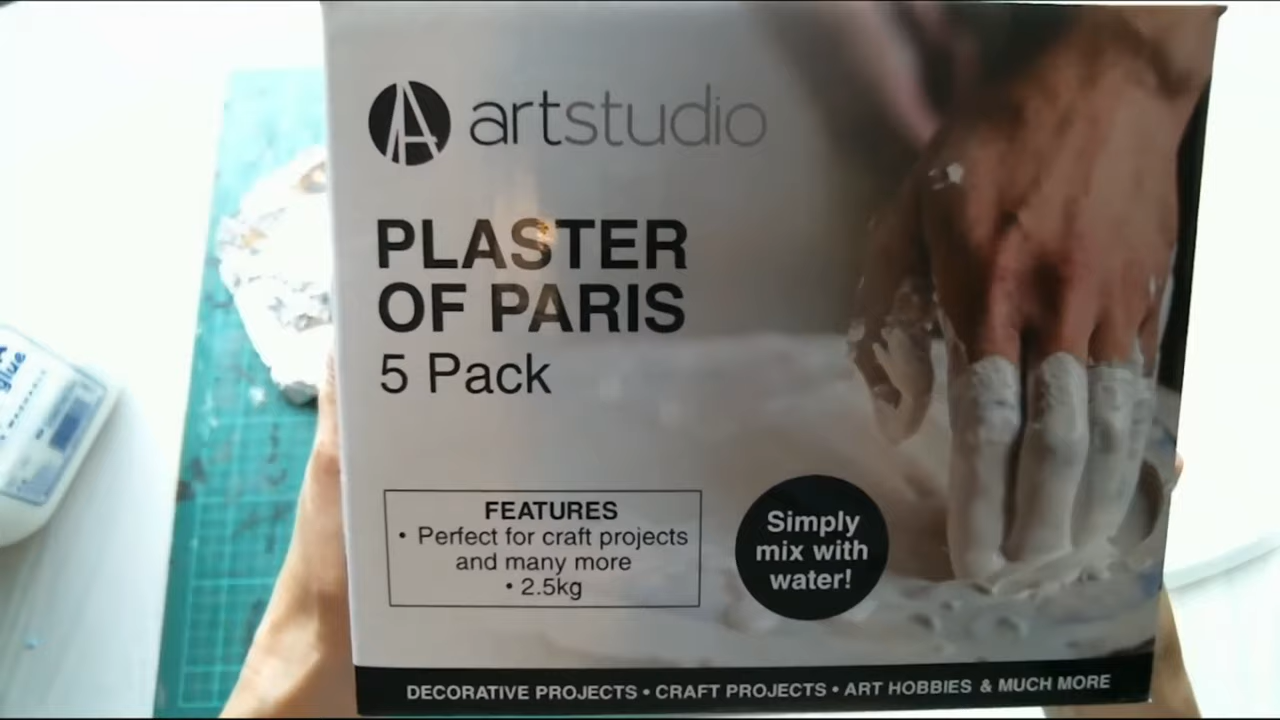 artstudio
PLASTER
OF PARIS
5 Pack
FEATURES
• Perfect for craft projects
and many more
• 2.5kg
Simply
mix with
water!
DECORATIVE PROJECTS • CRAFT PROJECTS • ART HOBBIES & MUCH MORE
glue